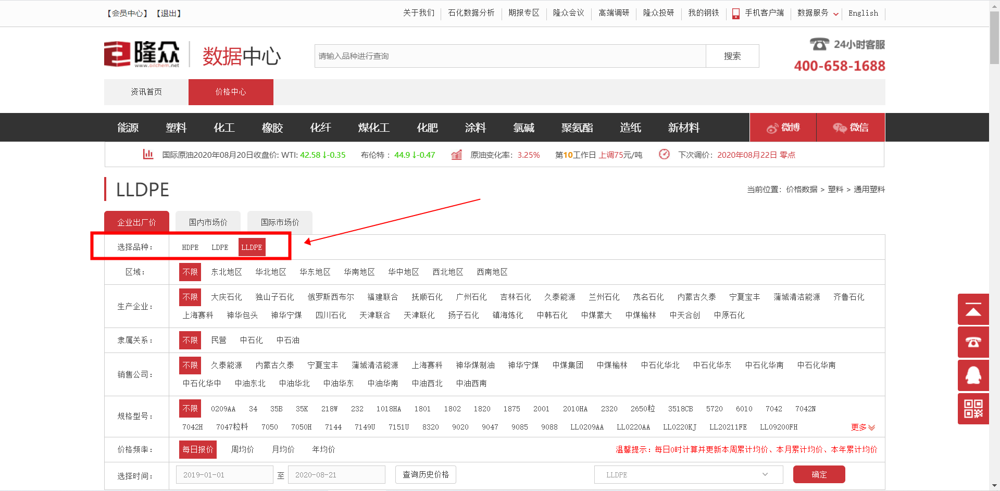 【会员中心】 【退出】 关于我们 石化数据分析 期报专区 隆众会议 高端调研 隆众投研 我的钢铁 手机客户端 数据服务 English
隆众 www.oilchem.net 数据中心 请输入品种进行查询 搜索 24小时客服
400-658-1688
资讯首页 价格中心
能源 塑料 化工 橡胶 化纤 煤化工 化肥 涂料 氯碱 聚氨酯 造纸 新材料 微博 微信
国际原油2020年08月20日收盘价: WTI: 42.58↓-0.35 布伦特： 44.9↓-0.47 原油变化率：3.25% 第10工作日 上调75元/吨 下次调价：2020年08月22日 零点
LLDPE 当前位置：价格数据 > 塑料 > 通用塑料
企业出厂价 国内市场价 国际市场价
选择品种： HDPE LDPE LLDPE
区域： 不限 东北地区 华北地区 华东地区 华南地区 华中地区 西北地区 西南地区
生产企业： 不限 大庆石化 独山子石化 俄罗斯西布尔 福建联合 抚顺石化 广州石化 吉林石化 久泰能源 兰州石化 茂名石化 内蒙古久泰 宁夏宝丰 蒲城清洁能源 齐鲁石化
上海赛科 神华包头 神华宁煤 四川石化 天津联合 天津联化 扬子石化 镇海炼化 中韩石化 中煤蒙大 中煤榆林 中天合创 中原石化
隶属关系： 不限 民营 中石化 中石油
销售公司： 不限 久泰能源 内蒙古久泰 宁夏宝丰 蒲城清洁能源 上海赛科 神华煤制油 神华宁煤 中煤集团 中煤榆林 中石化华北 中石化华东 中石化华南 中石化华南
中石化华中 中油东北 中油华北 中油华东 中油华南 中油西北 中油西南
规格型号： 不限 0209AA 34 35B 35K 218W 232 1018HA 1801 1802 1820 1875 2001 2010HA 2320 2650粒 3518CB 5720 6010 7042 7042N
7042H 7047粒料 7050 7050H 7144 7149U 7151U 8320 9020 9047 9085 9088 LL0209AA LL0220AA LL0220KJ LL20211FE LL09200FH 更多
价格频率： 每日报价 周均价 月均价 年均价 温馨提示：每日0时计算并更新本周累计均价、本月累计均价、本年累计均价
选择时间： 2019-01-01 至 2020-08-21 查询历史价格 LLDPE 确定